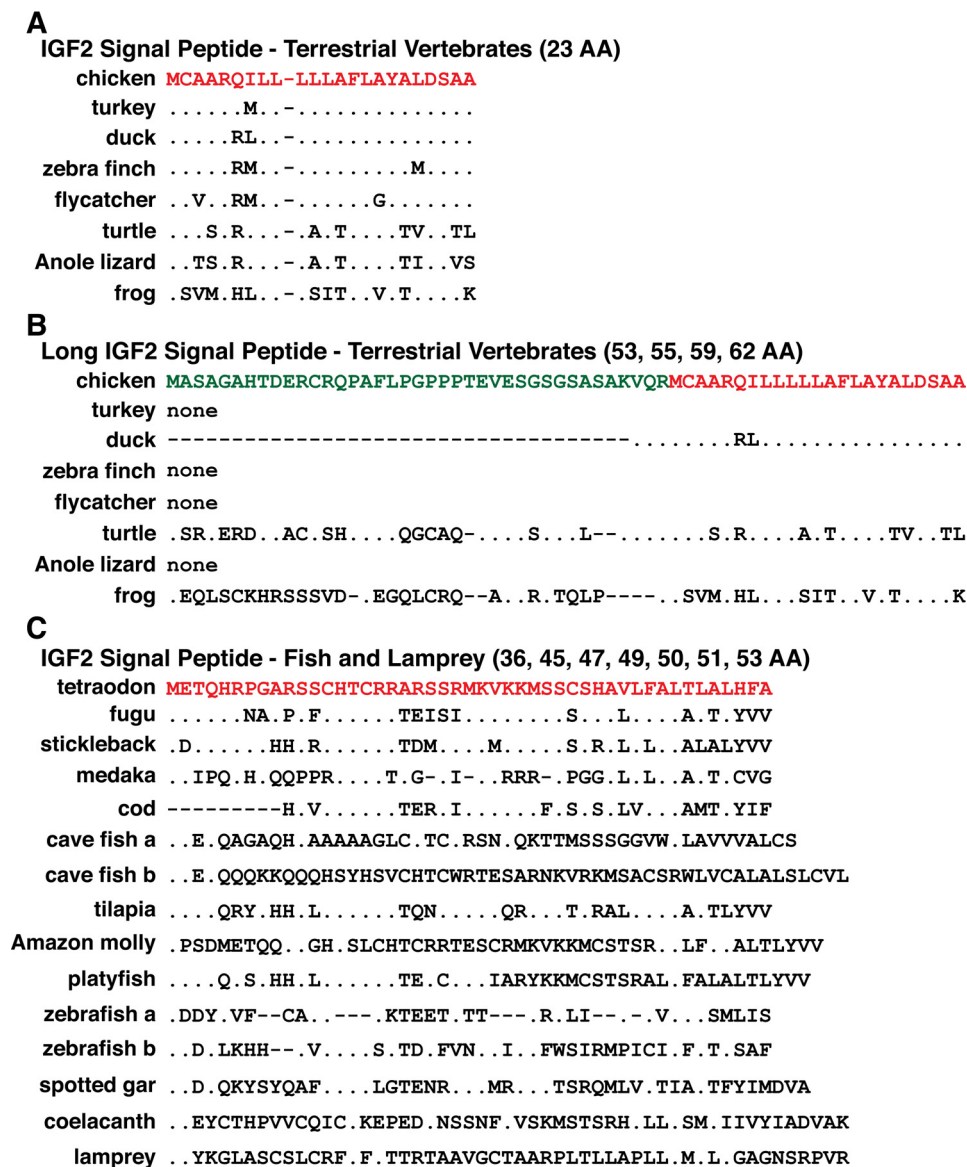 A
IGF2 Signal Peptide - Terrestrial Vertebrates (23 AA)
chicken MCAARQILL-LLLAFLAYALDSAA
turkey ......M..-..............
duck .....RL..-..............
zebra finch .....RM..-.........M....
flycatcher ..V..RM..-......G.......
turtle ...S.R...-.A.T....TV..TL
Anole lizard ..TS.R...-.A.T....TI..VS
frog .SVM.HL..-.SIT..V.T....K
B
Long IGF2 Signal Peptide - Terrestrial Vertebrates (53, 55, 59, 62 AA)
chicken MASAGAHTDERCRQPAFLPGPPPTEVESGSGSASAKVQRMCAARQILLLLLAFLAYALDSAA
turkey none
duck ------------------------------------........RL................
zebra finch none
flycatcher none
turtle .SR.ERD..AC.SH....QGCAQ-....S...L--.......S.R....A.T....TV..TL
Anole lizard none
frog .EQLSCKHRSSSVD-.EGQLCRQ--A..R.TQLP----..SVM.HL...SIT..V.T....K
C
IGF2 Signal Peptide - Fish and Lamprey (36, 45, 47, 49, 50, 51, 53 AA)
tetraodon METQHRPGARSSCHTCRRARSSRMKVKKMSSCSHAVLFALTLALHFA
fugu ......NA.P.F......TEISI........S...L....A.T.YVV
stickleback .D......HH.R......TDM....M.....S.R.L.L..ALALYVV
medaka ..IPQ.H.QQPPR....T.G-.I-..RRR-.PGG.L.L..A.T.CVG
cod ---------H.V......TER.I......F.S.S.LV...AMT.YIF
cave fish a ..E.QAGAQH.AAAAAGLC.TC.RSN.QKTTMSSSGGVW.LAVVVALCS
cave fish b ..E.QQQKKQQQHSYHSVCHTCWRTESARNKVRKMSACSRWLVCALALSLCVL
tilapia ....QRY.HH.L......TQN.....QR...T.RAL....A.TLYVV
Amazon molly .PSDMETQQ..GH.SLCHTCRRTESCRMKVKKMCSTSR..LF..ALTLYVV
platyfish ....Q.S.HH.L......TE.C...IARYKKMCSTSRAL.FALALTLYVV
zebrafish a .DDY.VF--CA..---.KTEET.TT---.R.LI--.-.V...SMLIS
zebrafish b ..D.LKHH--.V....S.TD.FVN..I..FWSIRMPICI.F.T.SAF
spotted gar ..D.QKYSYQAF....LGTENR...MR...TSRQMLV.TIA.TFYIMDVA
coelacanth ..EYCTHPVVCQIC.KEPED.NSSNF.VSKMSTSRH.LL.SM.IIVYIADVAK
lamprey ..YKGLASCSLCRF.F.TTRTAAVGCTAARPLTLLAPLL.M.L.GAGNSRPVR